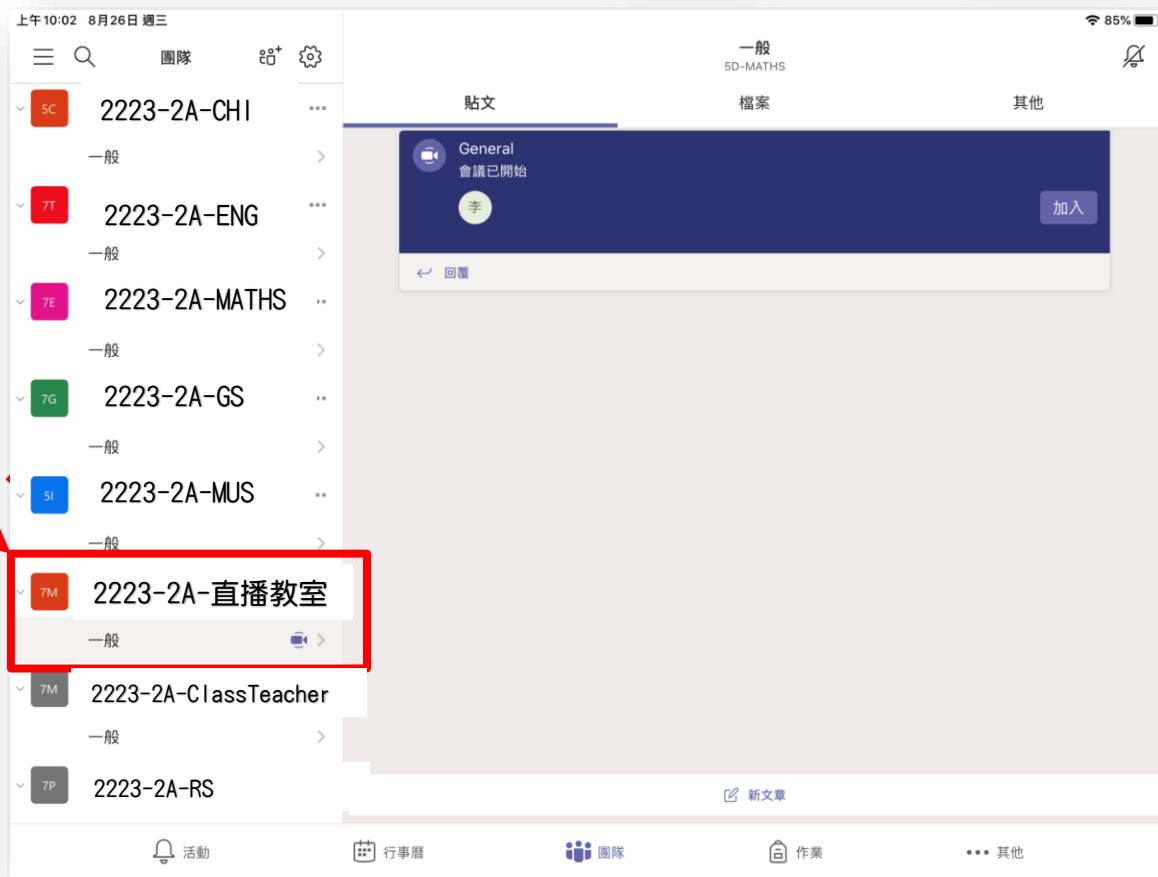 上午10:02 8月26日 週三
85%
團隊
5C 2223-2A-CHI
一般
7T 2223-2A-ENG
一般
7E 2223-2A-MATHS
一般
7G 2223-2A-GS
一般
5I 2223-2A-MUS
一般
7M 2223-2A-直播教室
一般
7M 2223-2A-ClassTeacher
一般
7P 2223-2A-RS
一般
5D-MATHS
貼文 檔案 其他
General
會議已開始
李
加入
回覆
新文章
活動 行事曆 團隊 作業 其他